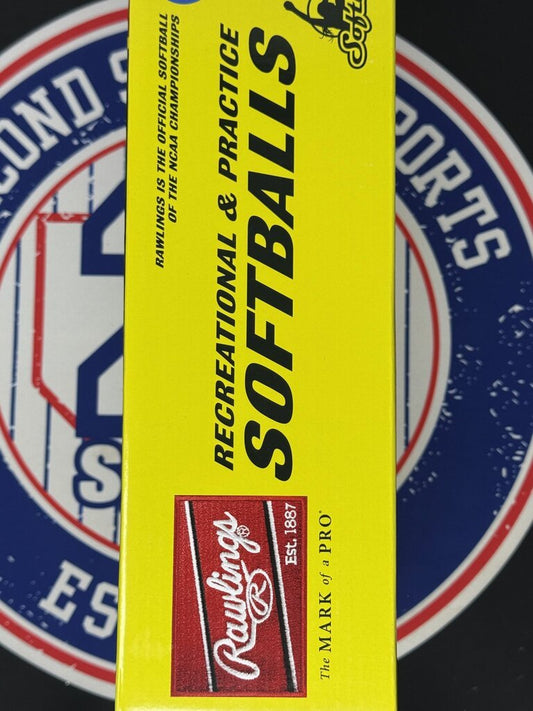 RAWLINGS IS THE OFFICIAL SOFTBALL
OF THE NCAA CHAMPIONSHIPS
RECREATIONAL & PRACTICE
SOFTBALLS
Rawlings®
R
Est. 1887
The MARK of a PRO®